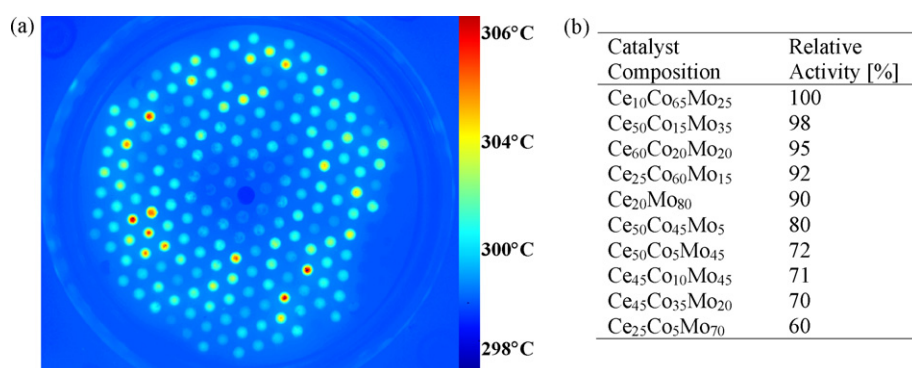 (a)
306°C
304°C
300°C
298°C
(b)
Catalyst Composition Relative Activity [%]
Ce₁₀Co₆₅Mo₂₅ 100
Ce₅₀Co₁₅Mo₃₅ 98
Ce₆₀Co₂₀Mo₂₀ 95
Ce₂₅Co₆₀Mo₁₅ 92
Ce₂₀Mo₈₀ 90
Ce₅₀Co₄₅Mo₅ 80
Ce₅₀Co₅Mo₄₅ 72
Ce₄₅Co₁₀Mo₄₅ 71
Ce₄₅Co₃₅Mo₂₀ 70
Ce₂₅Co₅Mo₇₀ 60